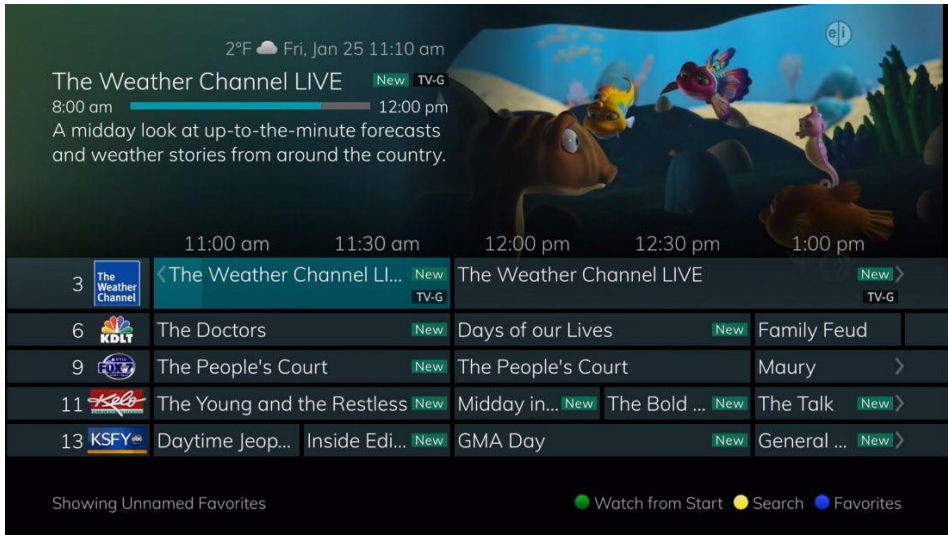 2°F Fri, Jan 25 11:10 am
ei
The Weather Channel LIVE New TV-G
8:00 am 12:00 pm
A midday look at up-to-the-minute forecasts
and weather stories from around the country.
11:00 am 11:30 am 12:00 pm 12:30 pm 1:00 pm
3 The Weather Channel The Weather Channel LI... New TV-G The Weather Channel LIVE New TV-G
6 KDLT The Doctors New Days of our Lives New Family Feud
9 FOX The People's Court New The People's Court Maury
11 Kelo The Young and the Restless New Midday in... New The Bold ... New The Talk New
13 KSFY abc Daytime Jeop... Inside Edi... New GMA Day New General ... New
Showing Unnamed Favorites Watch from Start Search Favorites